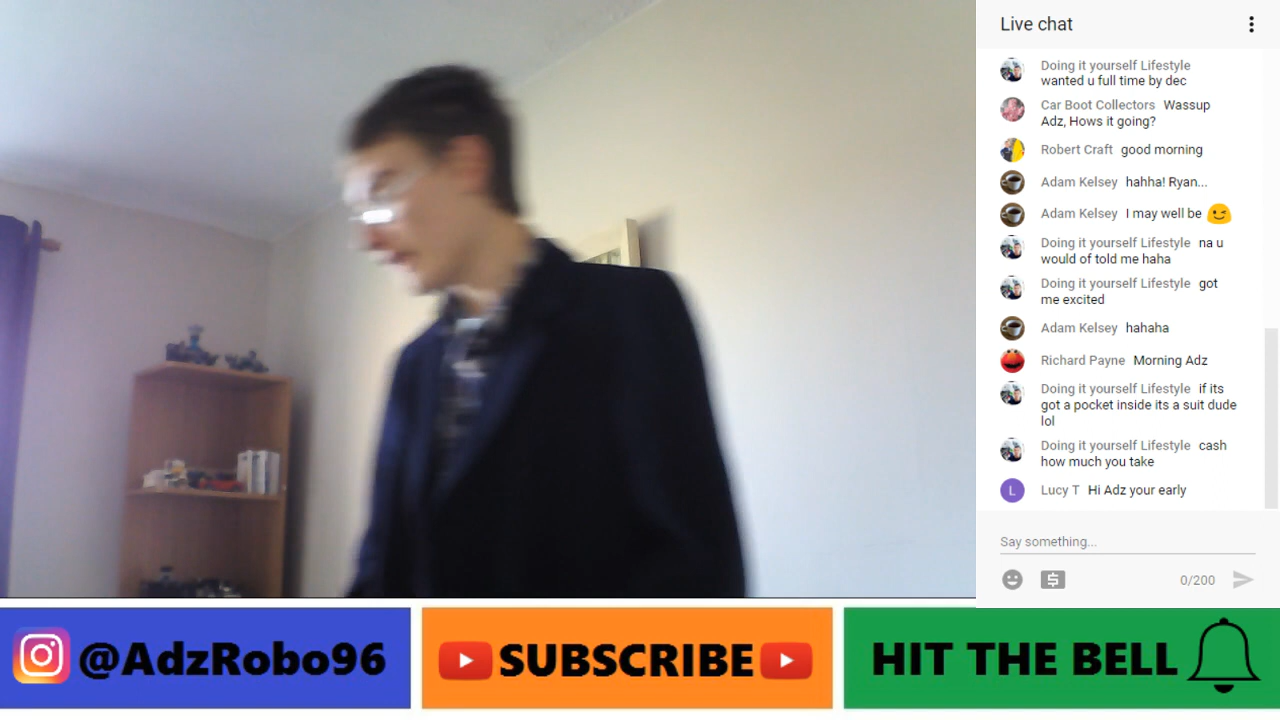 Live chat
Doing it yourself Lifestyle
wanted u full time by dec
Car Boot Collectors Wassup
Adz, Hows it going?
Robert Craft good morning
Adam Kelsey hahha! Ryan...
Adam Kelsey I may well be 😉
Doing it yourself Lifestyle na u
would of told me haha
Doing it yourself Lifestyle got
me excited
Adam Kelsey hahaha
Richard Payne Morning Adz
Doing it yourself Lifestyle if its
got a pocket inside its a suit dude
lol
Doing it yourself Lifestyle cash
how much you take
L Lucy T Hi Adz your early
Say something...
0/200
@AdzRobo96
SUBSCRIBE
HIT THE BELL